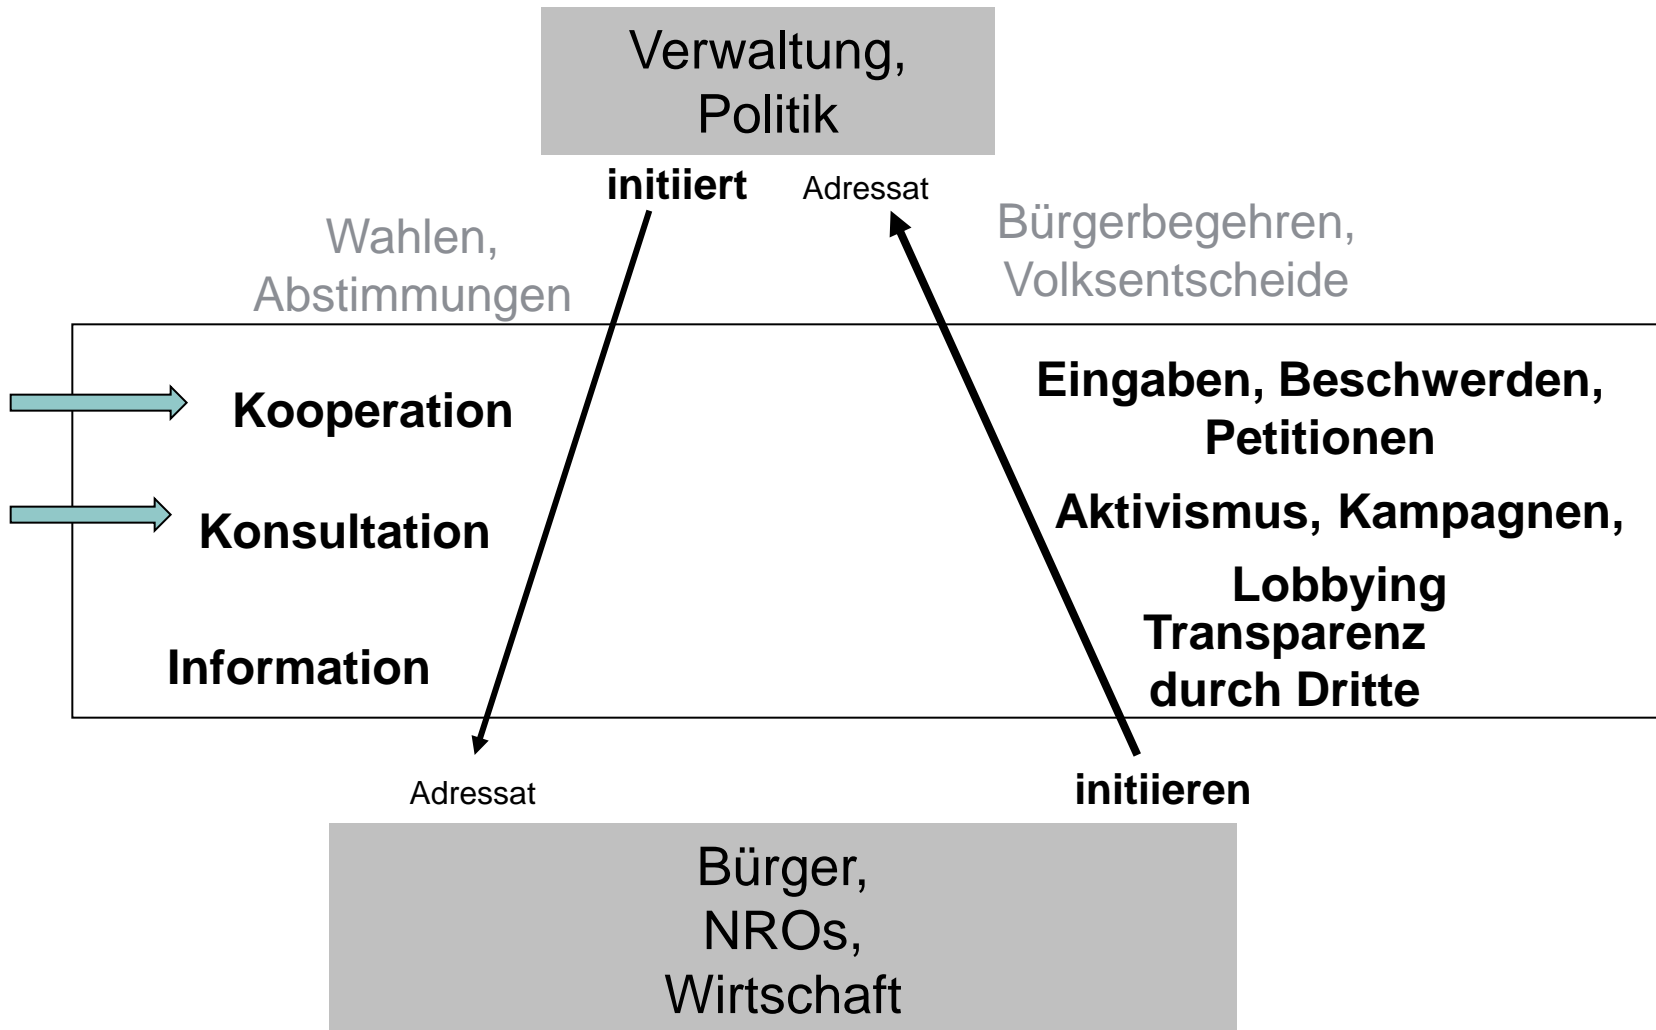 Verwaltung,
Politik
initiiert
Adressat
Wahlen,
Abstimmungen
Bürgerbegehren,
Volksentscheide
Kooperation
Konsultation
Information
Eingaben, Beschwerden,
Petitionen
Aktivismus, Kampagnen,
Lobbying
Transparenz
durch Dritte
Adressat
initiieren
Bürger,
NROs,
Wirtschaft